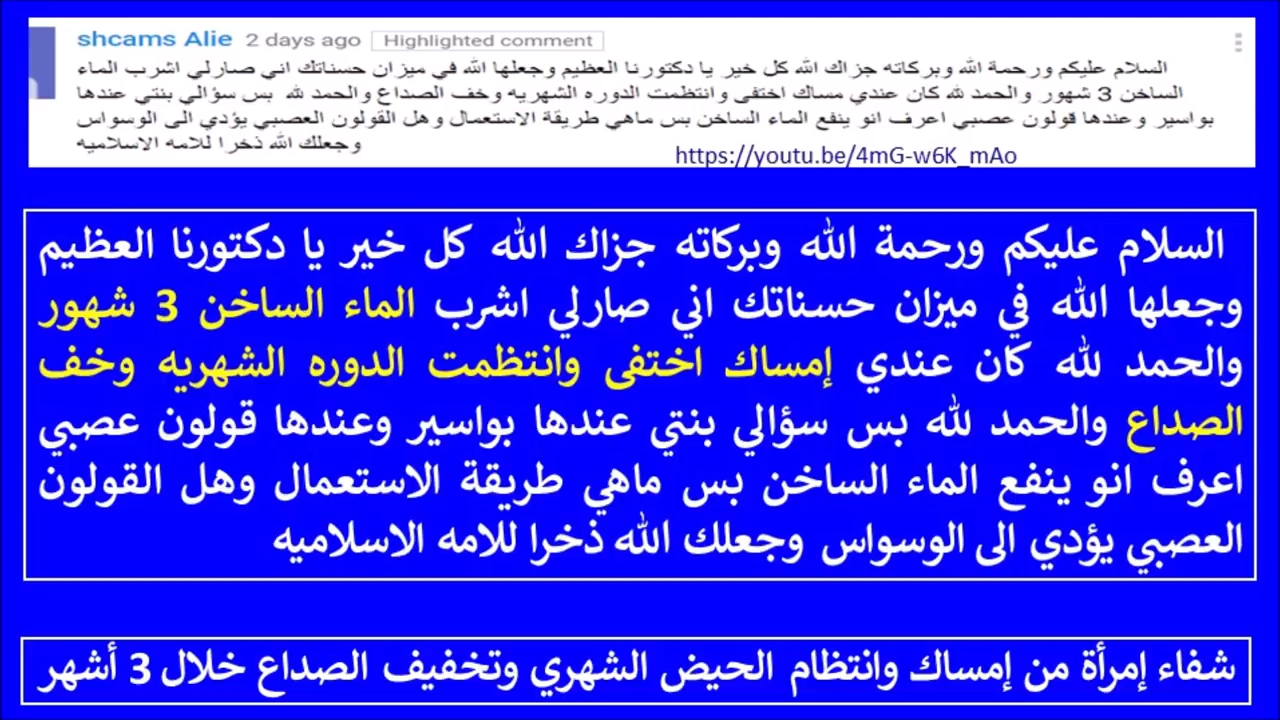 shcams Alie 2 days ago Highlighted comment
السلام عليكم ورحمة الله وبركاته جزاك الله كل خير يا دكتورنا العظيم وجعلها الله في ميزان حسناتك اني صارلي اشرب الماء
الساخن 3 شهور والحمد لله كان عندي مساك اختفى وانتظمت الدوره الشهريه وخف الصداع والحمد لله بس سؤالي بنتي عندها
بواسير وعندها قولون عصبي اعرف انو ينفع الماء الساخن بس ماهي طريقة الاستعمال وهل القولون العصبي يؤدي الى الوسواس
وجعلك الله ذخرا للامه الاسلاميه
https://youtu.be/4mG-w6K_mAo
السلام عليكم ورحمة الله وبركاته جزاك الله كل خير يا دكتورنا العظيم
وجعلها الله في ميزان حسناتك اني صارلي اشرب الماء الساخن 3 شهور
والحمد لله كان عندي إمساك اختفى وانتظمت الدوره الشهريه وخف
الصداع والحمد لله بس سؤالي بنتي عندها بواسير وعندها قولون عصبي
اعرف انو ينفع الماء الساخن بس ماهي طريقة الاستعمال وهل القولون
العصبي يؤدي الى الوسواس وجعلك الله ذخرا للامه الاسلاميه
شفاء إمرأة من إمساك وانتظام الحيض الشهري وتخفيف الصداع خلال 3 أشهر